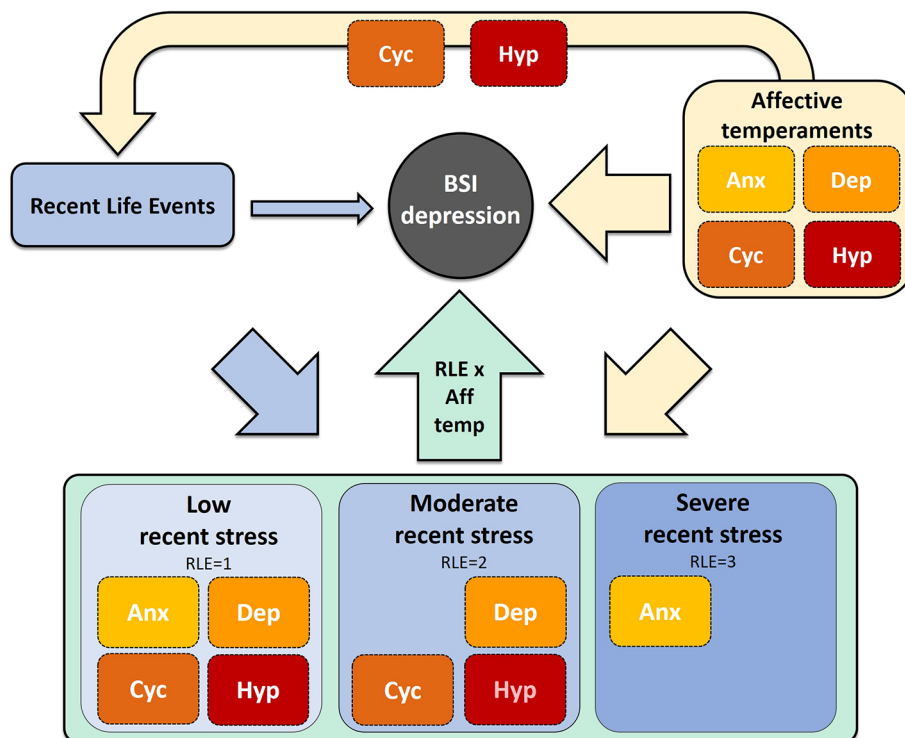 Cyc
Hyp
Affective
temperaments
Anx
Dep
Cyc
Hyp
Recent Life Events
BSI
depression
RLE x
Aff
temp
Low
recent stress
RLE=1
Anx
Dep
Cyc
Hyp
Moderate
recent stress
RLE=2
Dep
Cyc
Hyp
Severe
recent stress
RLE=3
Anx